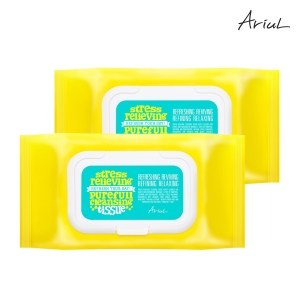 Ariul
stress
relieving
PUREFULL
REFRESHING REVIVING
REFINING RELAXING
stress
relieving
PUREFULL
cleansing
tissue
REFRESHING REVIVING
REFINING RELAXING
Ariul